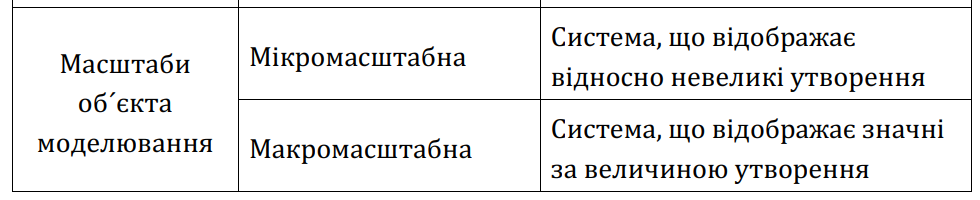 Масштаби
об´єкта
моделювання
Мікромасштабна
Система, що відображає
відносно невеликі утворення
Макромасштабна
Система, що відображає значні
за величиною утворення